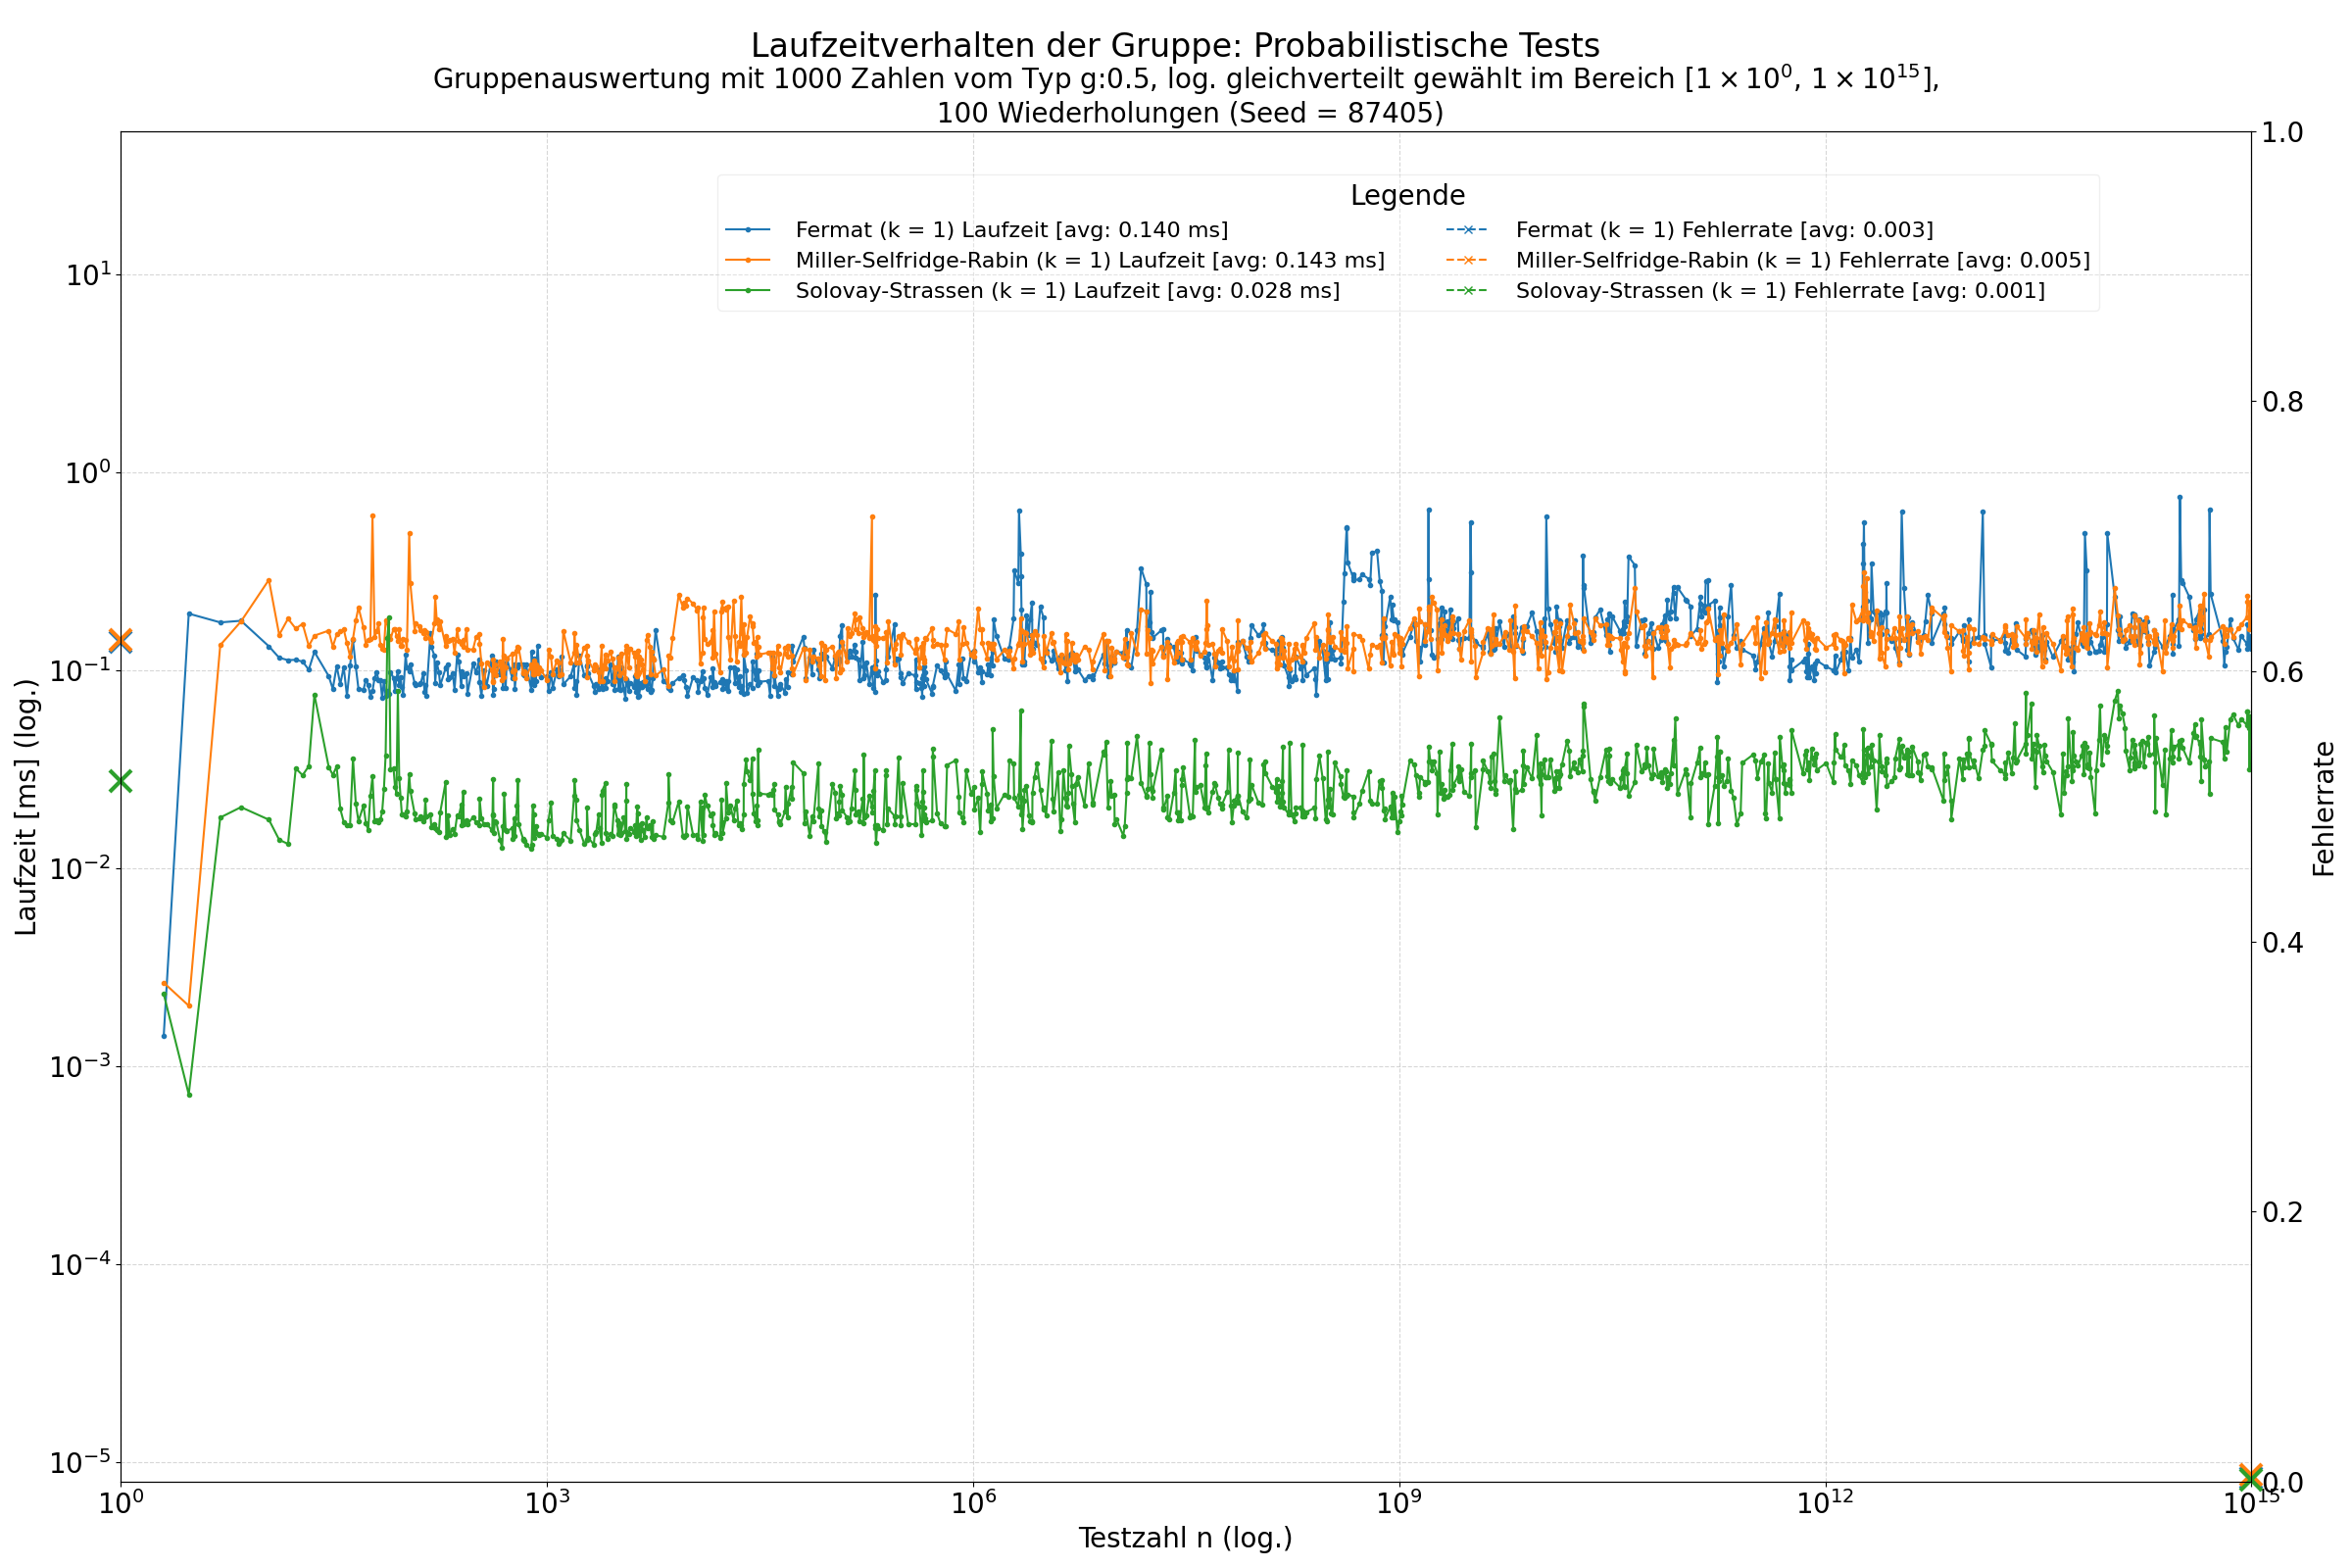 Laufzeitverhalten der Gruppe: Probabilistische Tests
Gruppenauswertung mit 1000 Zahlen vom Typ g:0.5, log. gleichverteilt gewählt im Bereich [1 × 10⁰, 1 × 10¹⁵],
100 Wiederholungen (Seed = 87405)
Legende
Fermat (k = 1) Laufzeit [avg: 0.140 ms]
Miller-Selfridge-Rabin (k = 1) Laufzeit [avg: 0.143 ms]
Solovay-Strassen (k = 1) Laufzeit [avg: 0.028 ms]
Fermat (k = 1) Fehlerrate [avg: 0.003]
Miller-Selfridge-Rabin (k = 1) Fehlerrate [avg: 0.005]
Solovay-Strassen (k = 1) Fehlerrate [avg: 0.001]
Laufzeit [ms] (log.)
10¹
10⁰
10⁻¹
10⁻²
10⁻³
10⁻⁴
10⁻⁵
10⁰
10³
10⁶
10⁹
10¹²
10¹⁵
Testzahl n (log.)
1.0
0.8
0.6
0.4
0.2
0.0
Fehlerrate